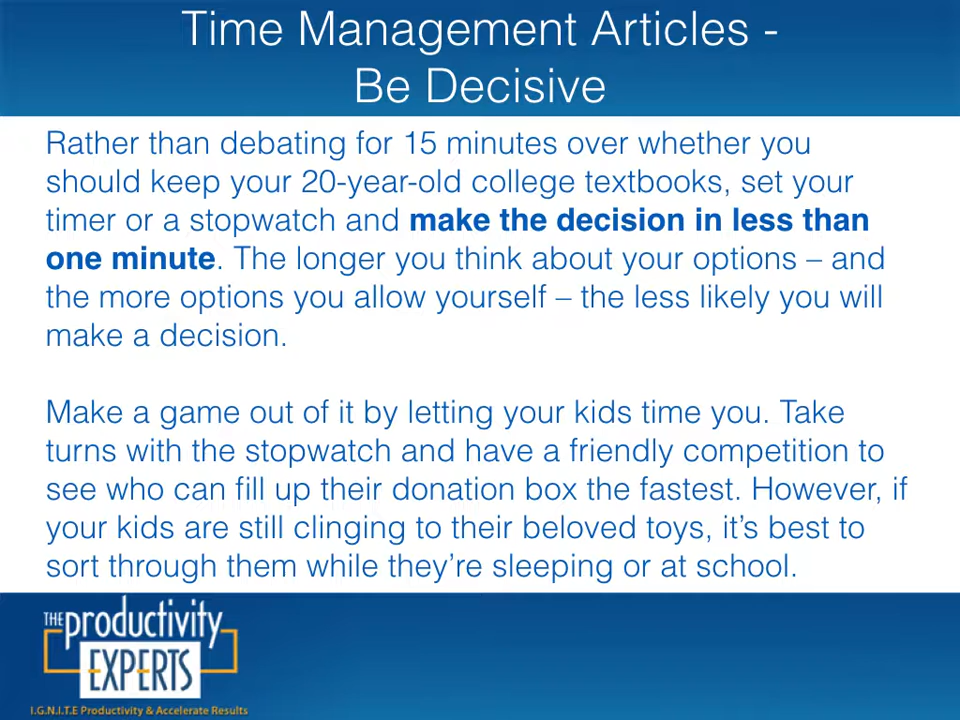 Time Management Articles -
Be Decisive
Rather than debating for 15 minutes over whether you
should keep your 20-year-old college textbooks, set your
timer or a stopwatch and make the decision in less than
one minute. The longer you think about your options – and
the more options you allow yourself – the less likely you will
make a decision.
Make a game out of it by letting your kids time you. Take
turns with the stopwatch and have a friendly competition to
see who can fill up their donation box the fastest. However, if
your kids are still clinging to their beloved toys, it’s best to
sort through them while they’re sleeping or at school.
THE productivity
EXPERTS
I.G.N.I.T.E Productivity & Accelerate Results